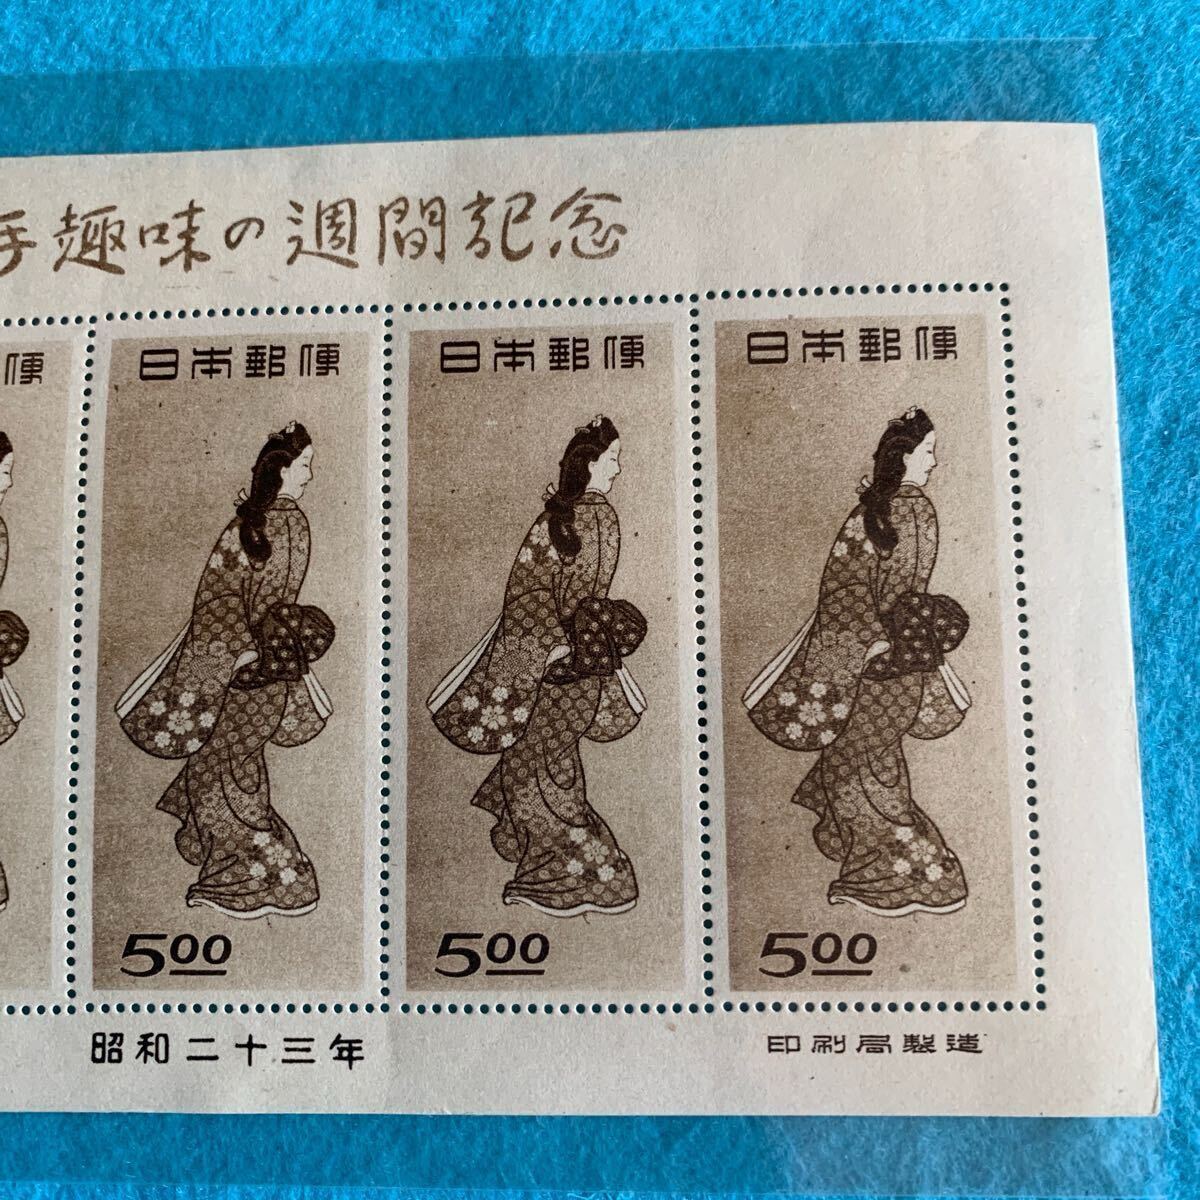 手趣味の週間記念
便 日本郵便 日本郵便 日本郵便
5.00 5.00 5.00
昭和二十三年 印刷局製造